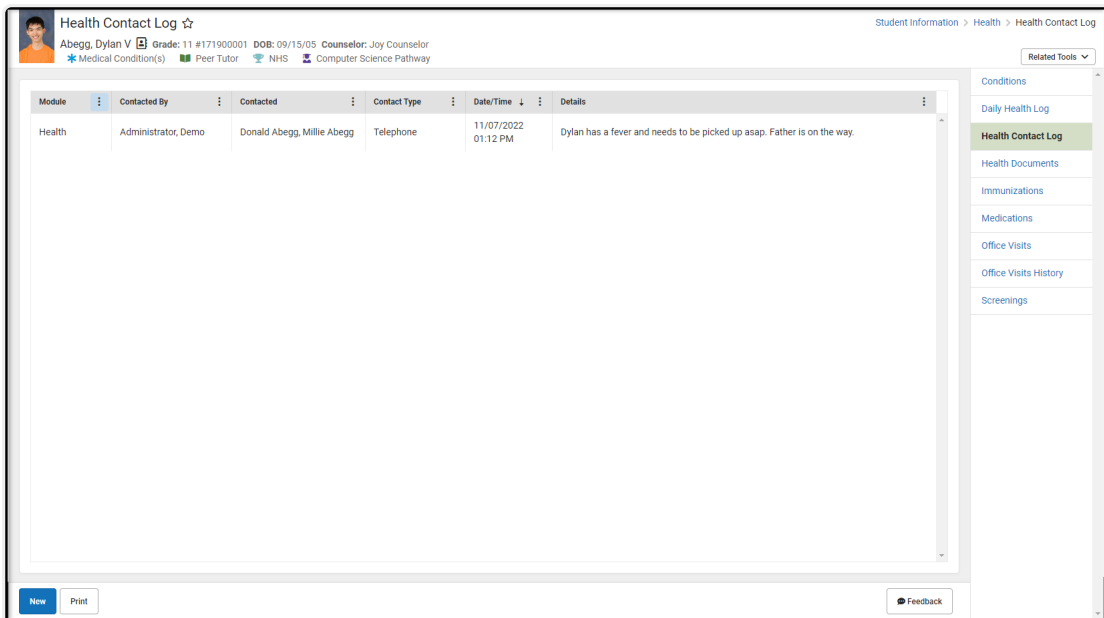 Health Contact Log
Student Information > Health > Health Contact Log
Abegg, Dylan V Grade: 11 #171900001 DOB: 09/15/05 Counselor: Joy Counselor
Medical Condition(s) Peer Tutor NHS Computer Science Pathway
Related Tools
Module Contacted By Contacted Contact Type Date/Time Details
Health Administrator, Demo Donald Abegg, Millie Abegg Telephone 11/07/2022 Dylan has a fever and needs to be picked up asap. Father is on the way.
01:12 PM
Conditions
Daily Health Log
Health Contact Log
Health Documents
Immunizations
Medications
Office Visits
Office Visits History
Screenings
New Print Feedback